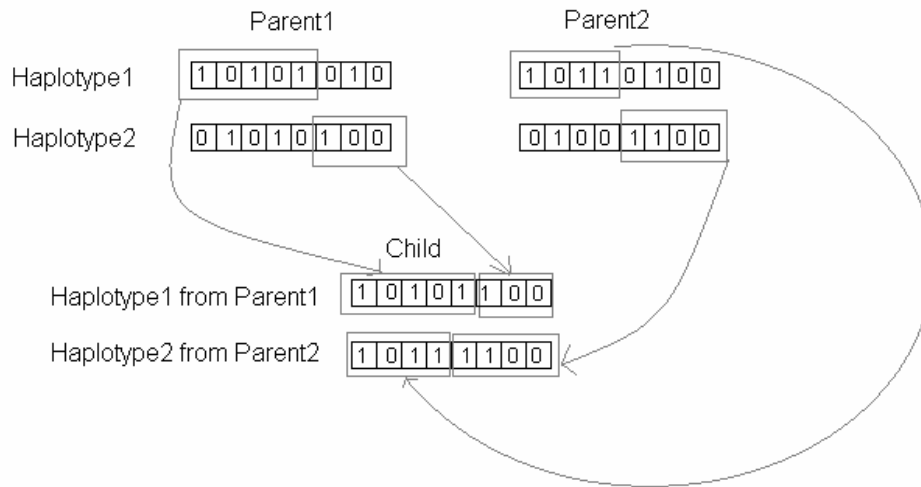 Parent1 Parent2
Haplotype1 1 0 1 0 1 0 1 0 1 0 1 1 0 1 0 0
Haplotype2 0 1 0 1 0 1 0 0 0 1 0 0 1 1 0 0
Child
Haplotype1 from Parent1 1 0 1 0 1 1 0 0
Haplotype2 from Parent2 1 0 1 1 1 1 0 0